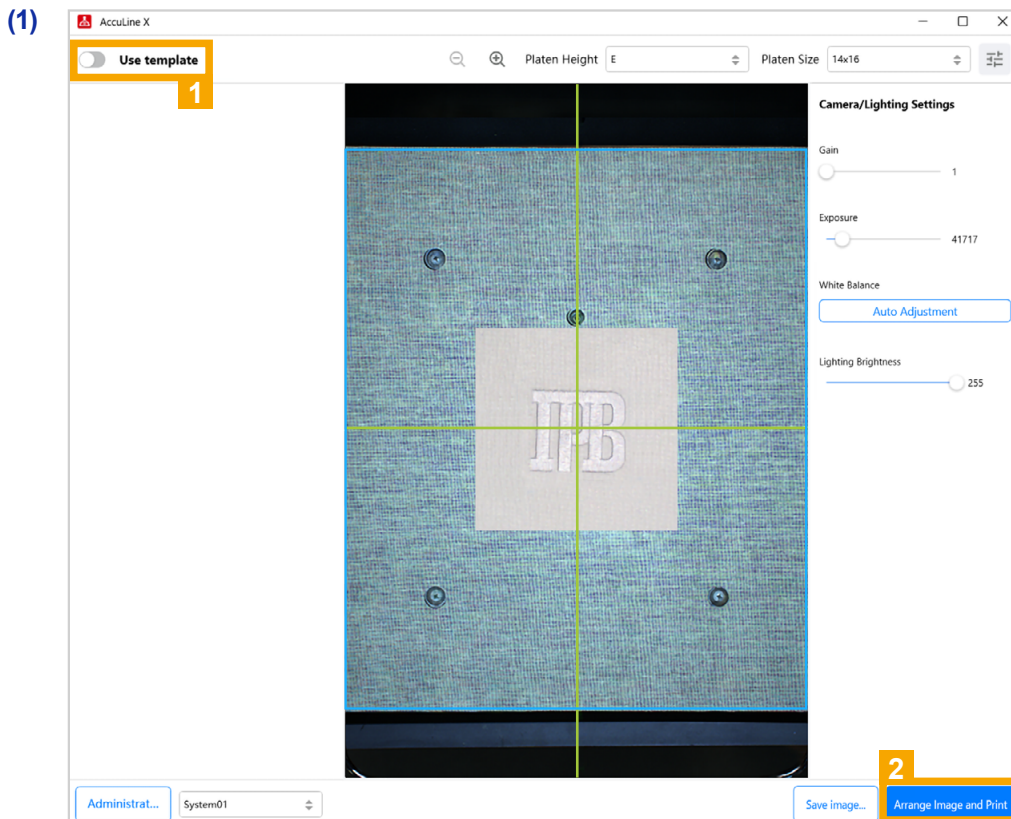 (1)
AccuLine X
Use template
1
Platen Height E
Platen Size 14x16
Camera/Lighting Settings
Gain
1
Exposure
41717
White Balance
Auto Adjustment
Lighting Brightness
255
IPB
2
Administrat...
System01
Save image...
Arrange Image and Print